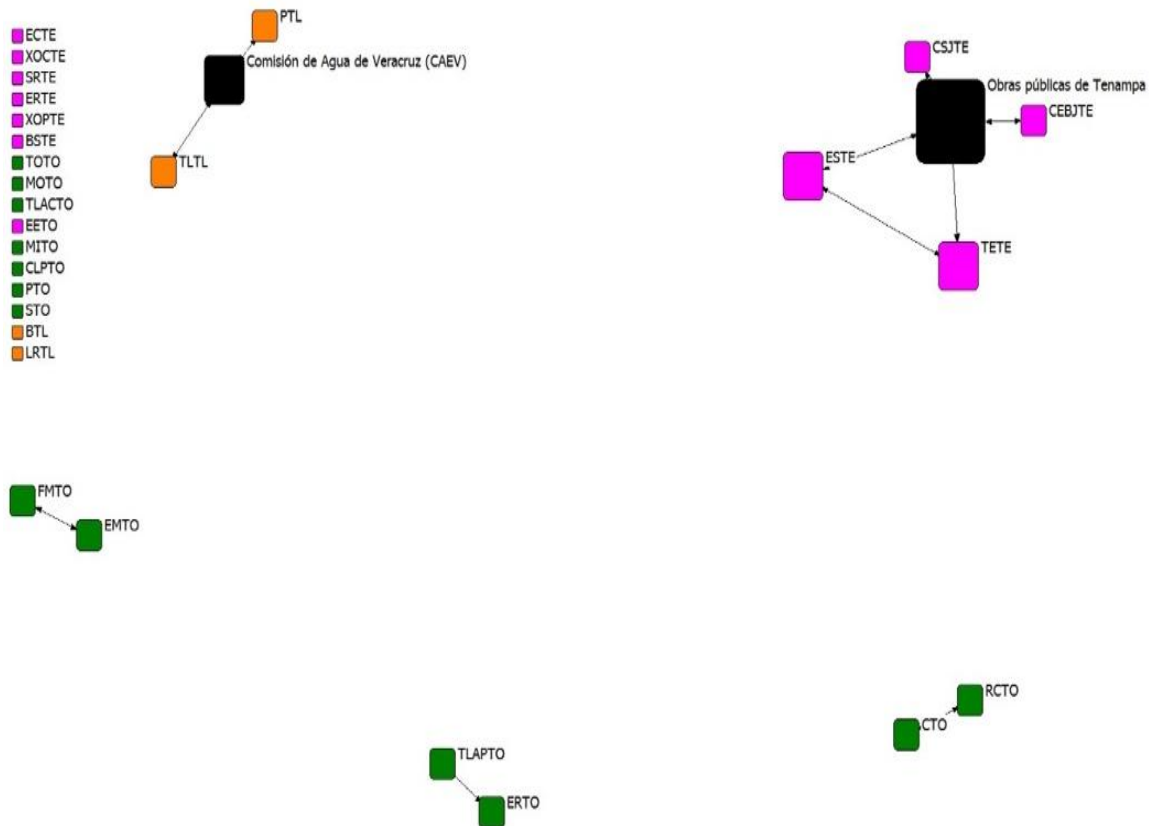 ECTE
XOCTE
SRTE
ERTE
XOPTE
BSTE
TOTO
MOTO
TLACTO
EETO
MITO
CLPTO
PTO
STO
BTL
LRTL
PTL
Comisión de Agua de Veracruz (CAEV)
TLTL
CSJTE
Obras públicas de Tenampa
CEBJTE
ESTE
TETE
FMTO
EMTO
RCTO
CTO
TLAPTO
ERTO